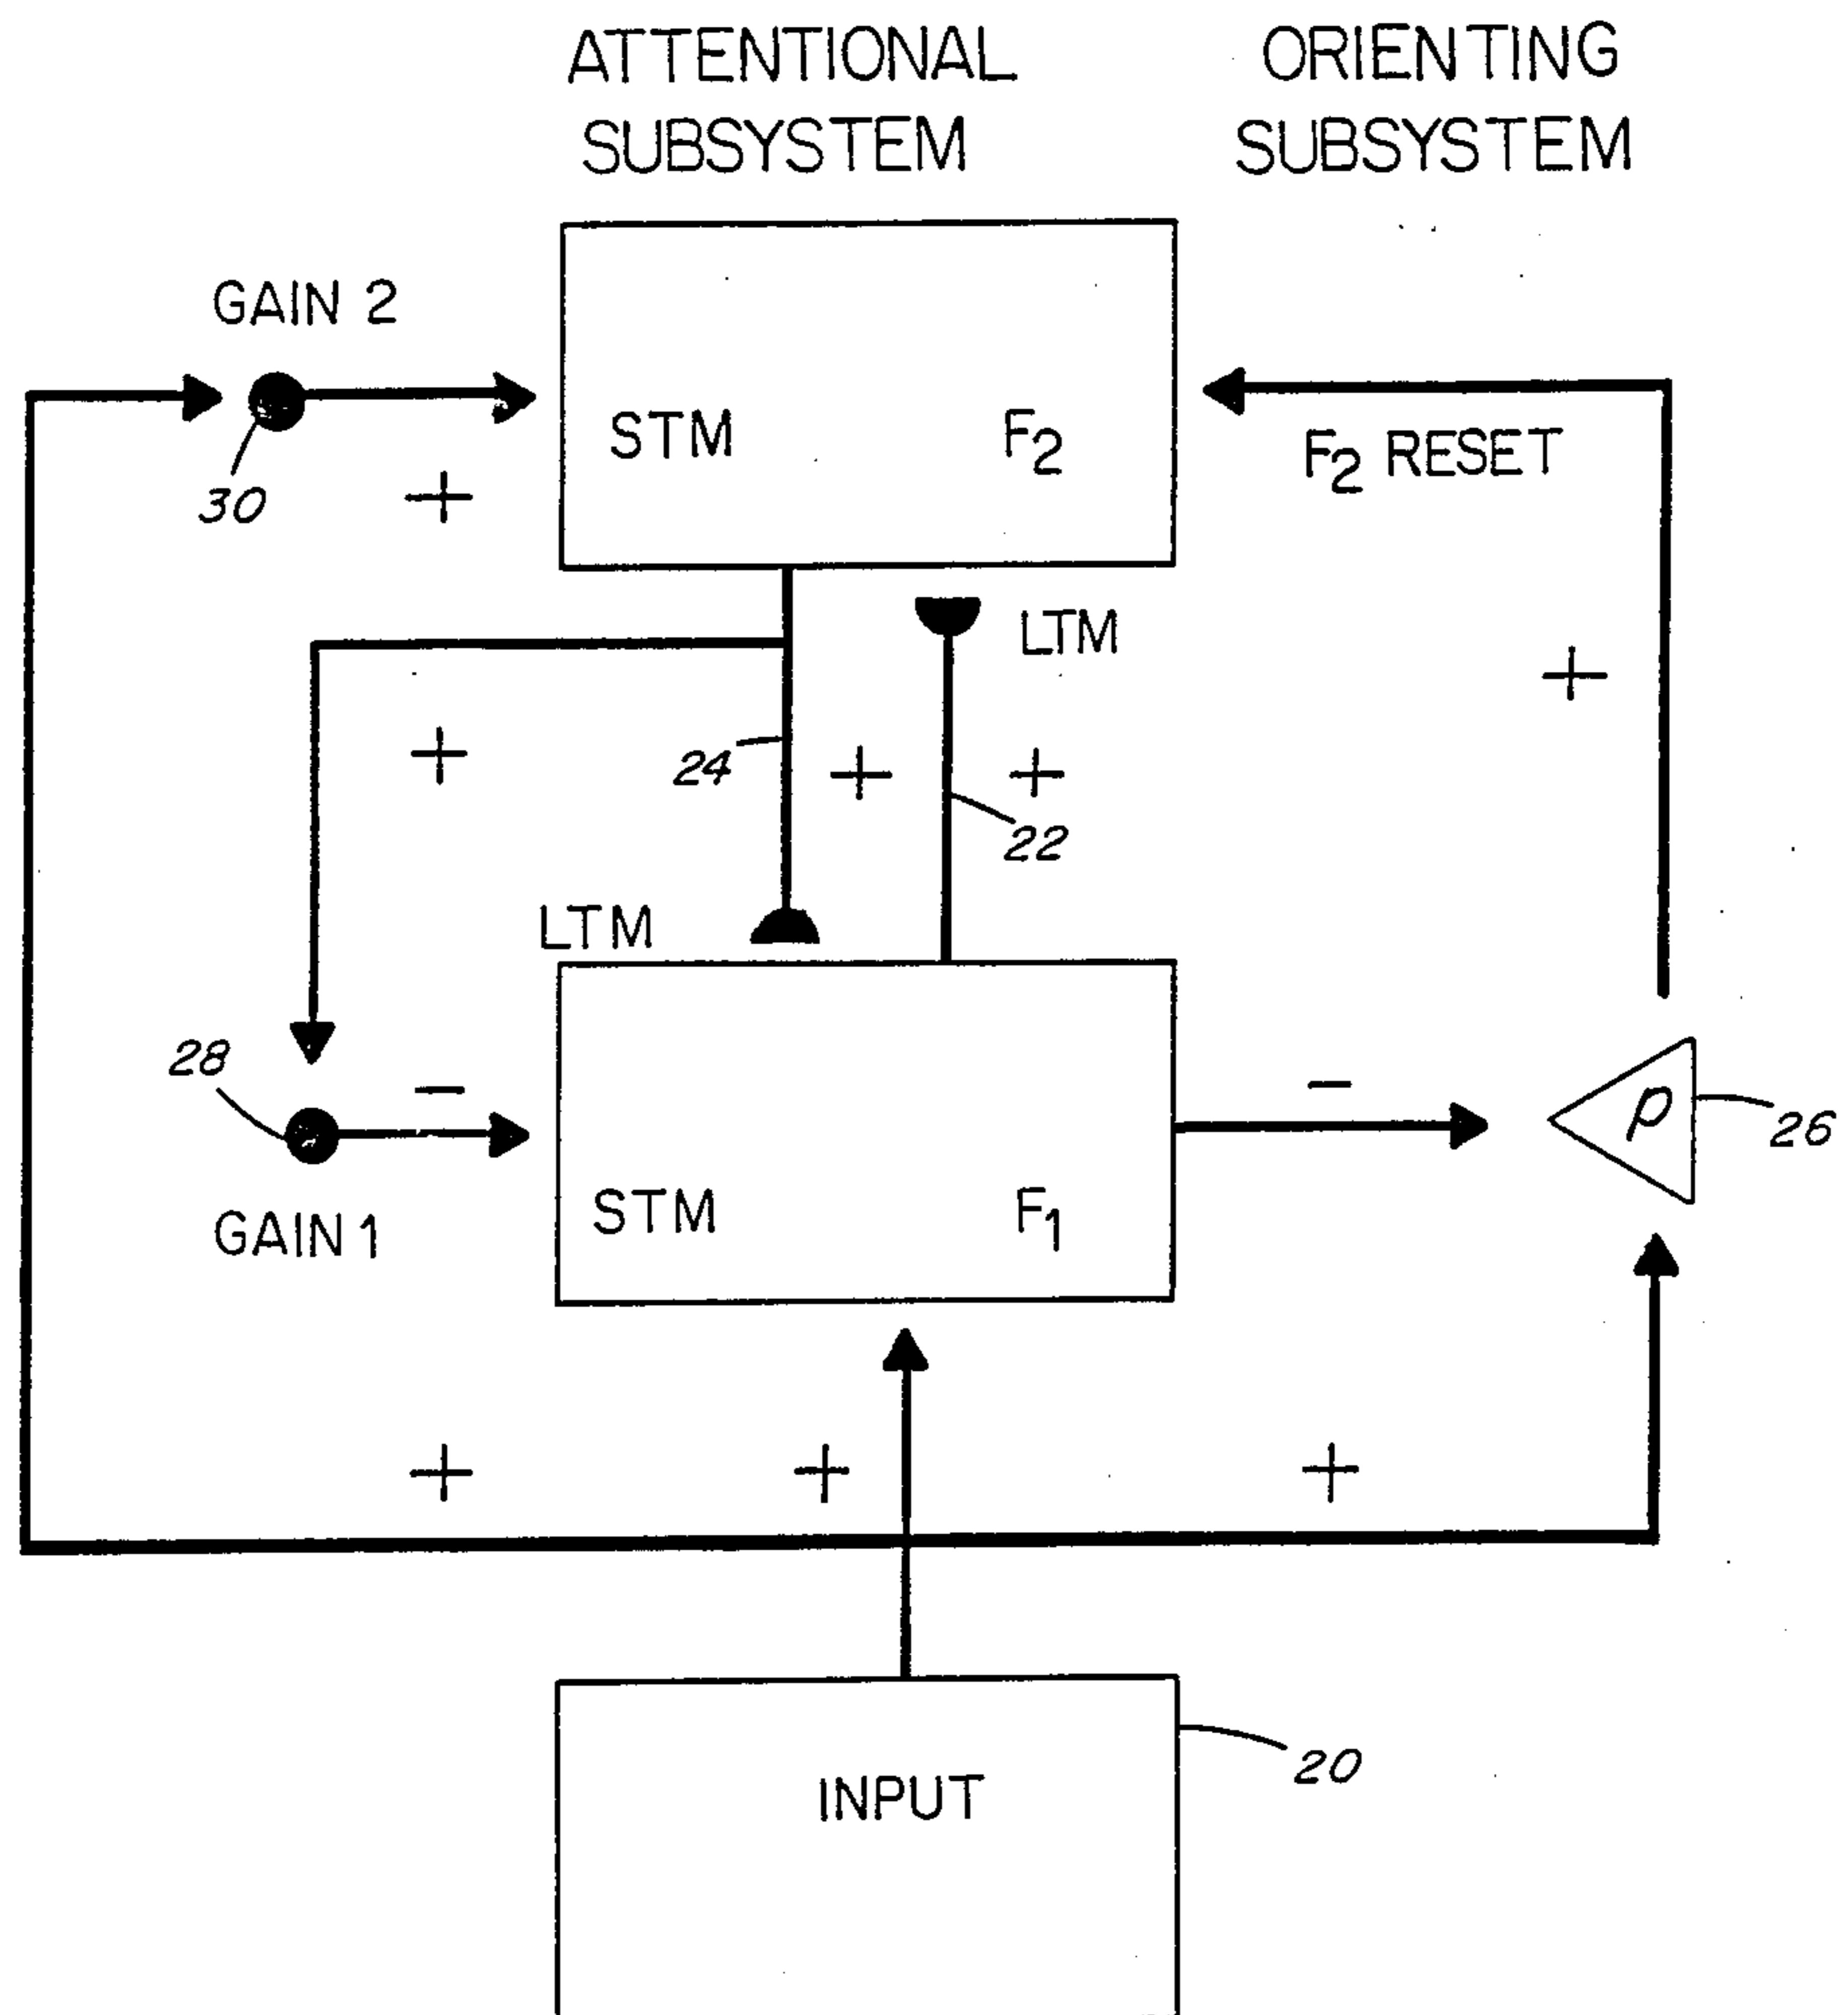 ATTENTIONAL
SUBSYSTEM
ORIENTING
SUBSYSTEM
GAIN 2
30
+
STM
F2
F2 RESET
LTM
+
+
24
+
+
22
LTM
28
−
GAIN 1
STM
F1
−
ρ
26
+
+
+
INPUT
20